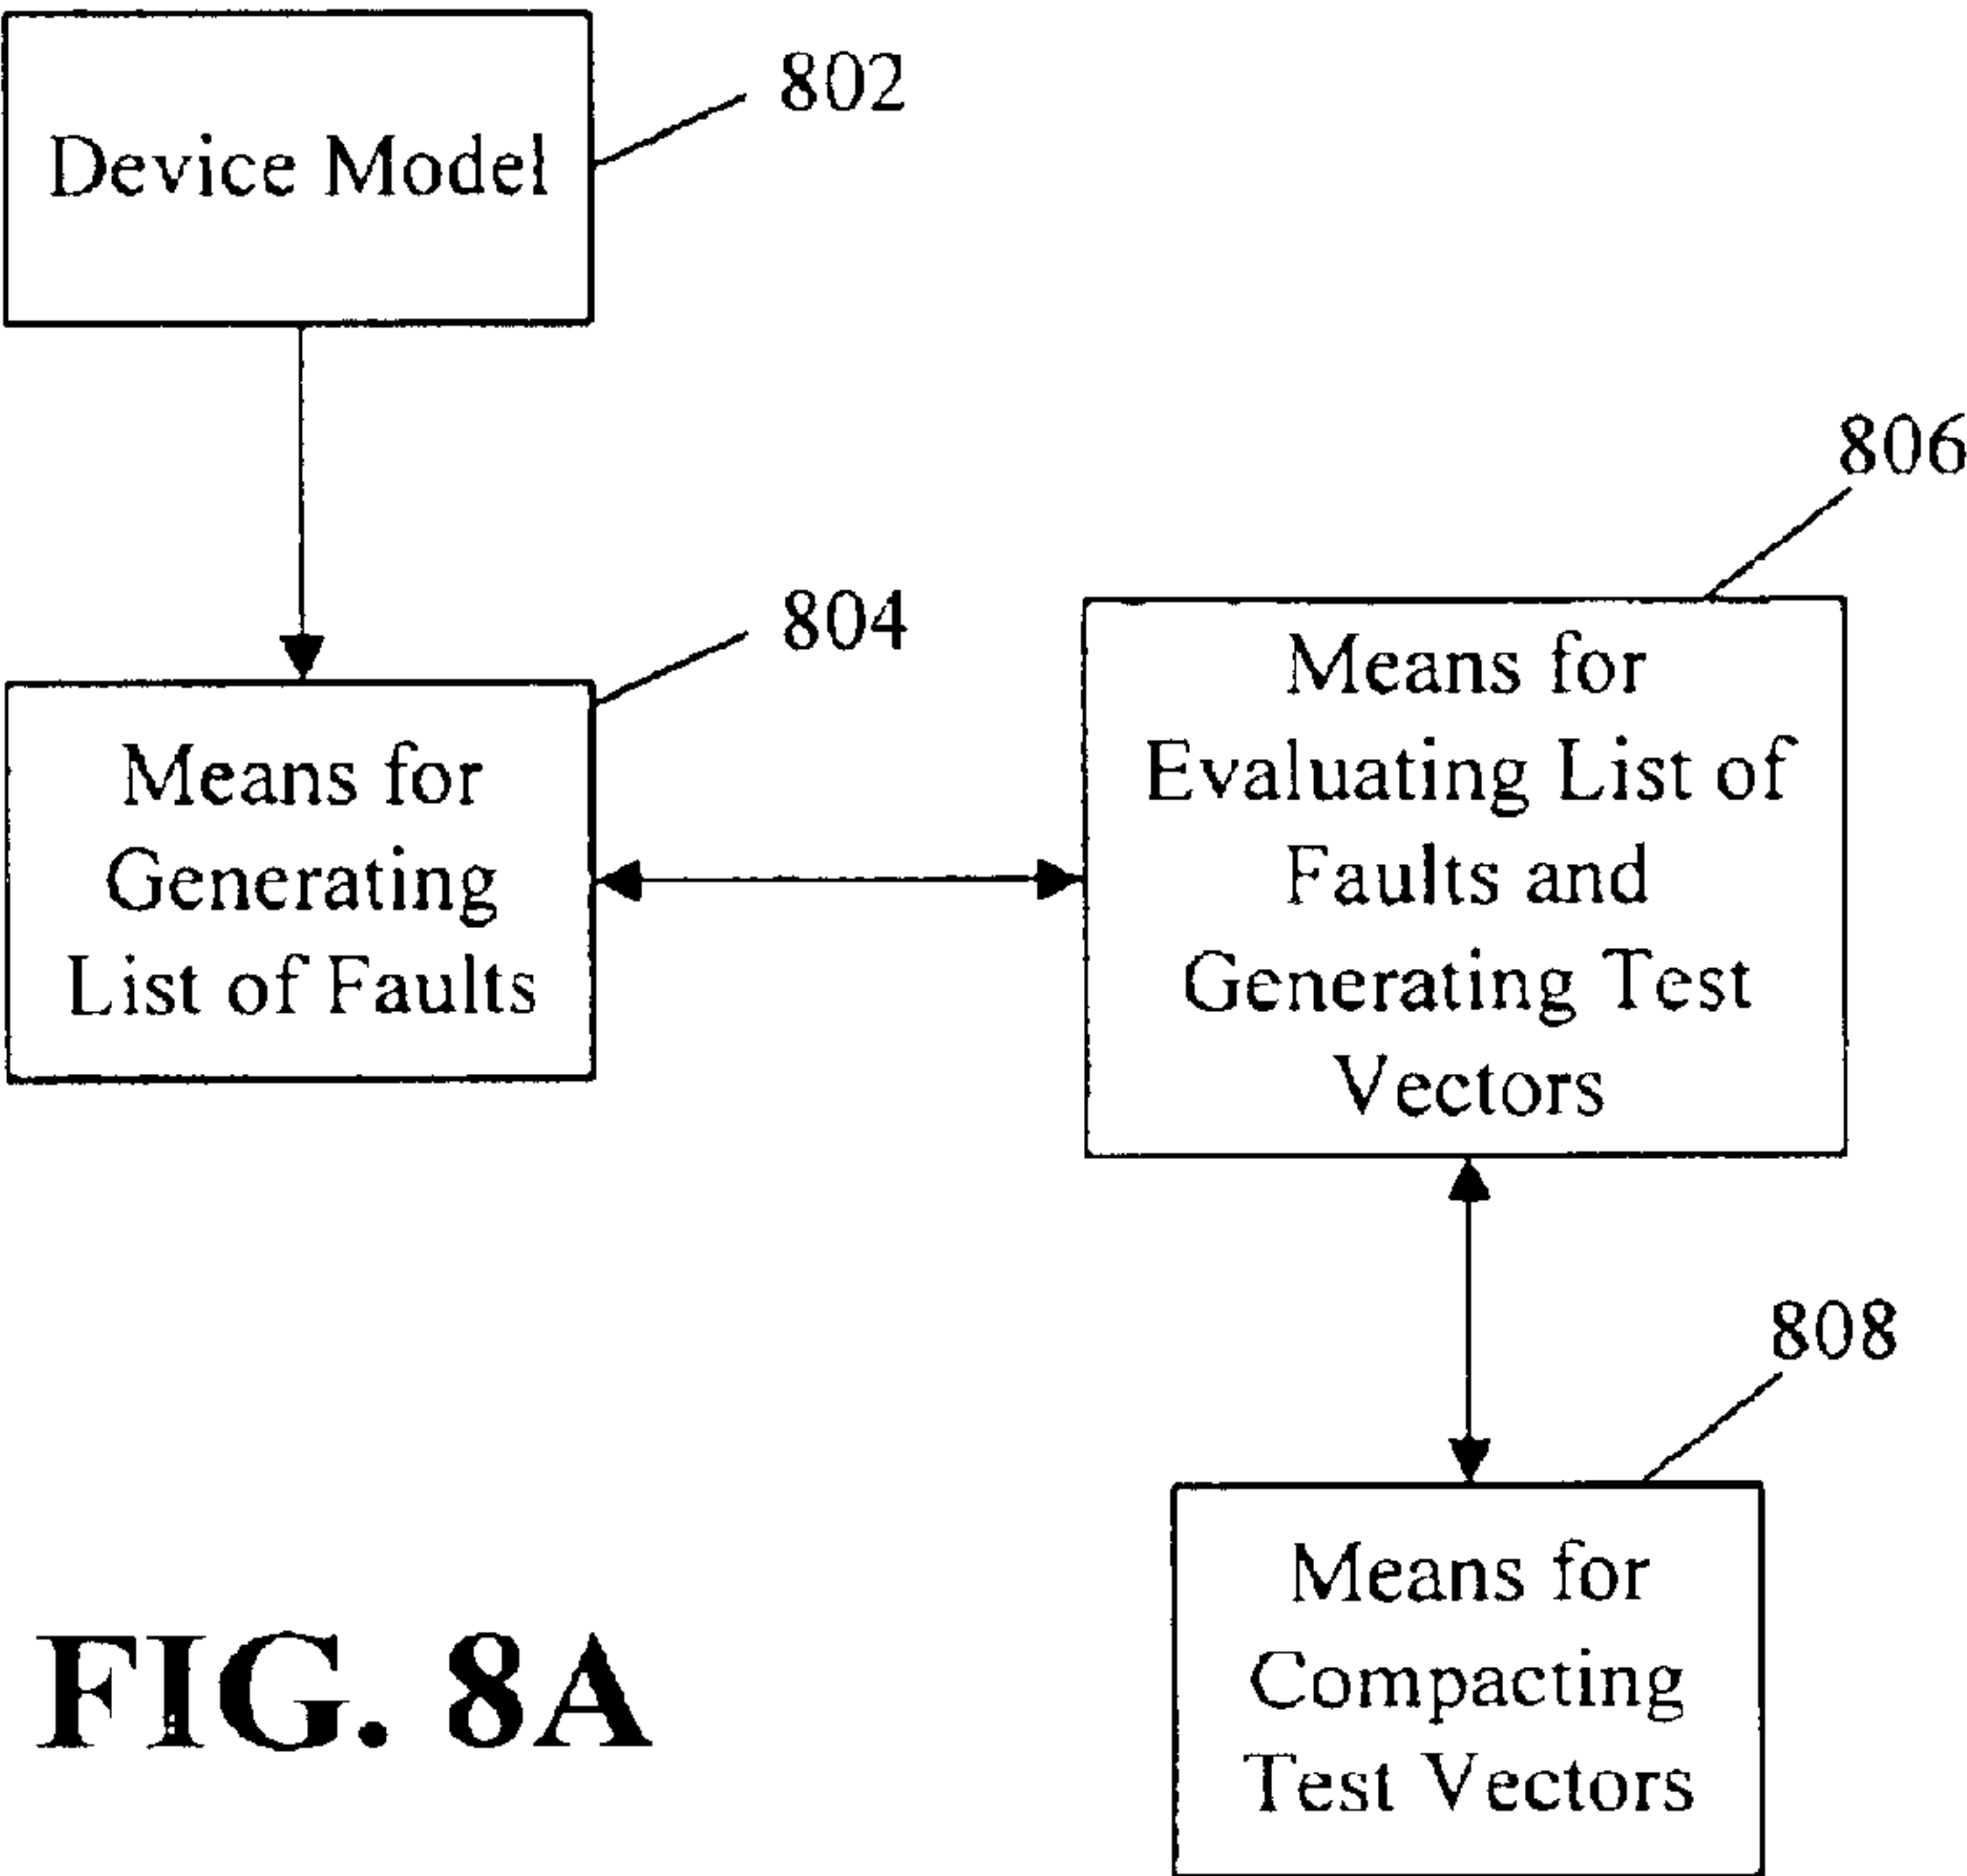 802
Device Model
806
804
Means for
Generating
List of Faults
Means for
Evaluating List of
Faults and
Generating Test
Vectors
808
Means for
Compacting
Test Vectors
FIG. 8A